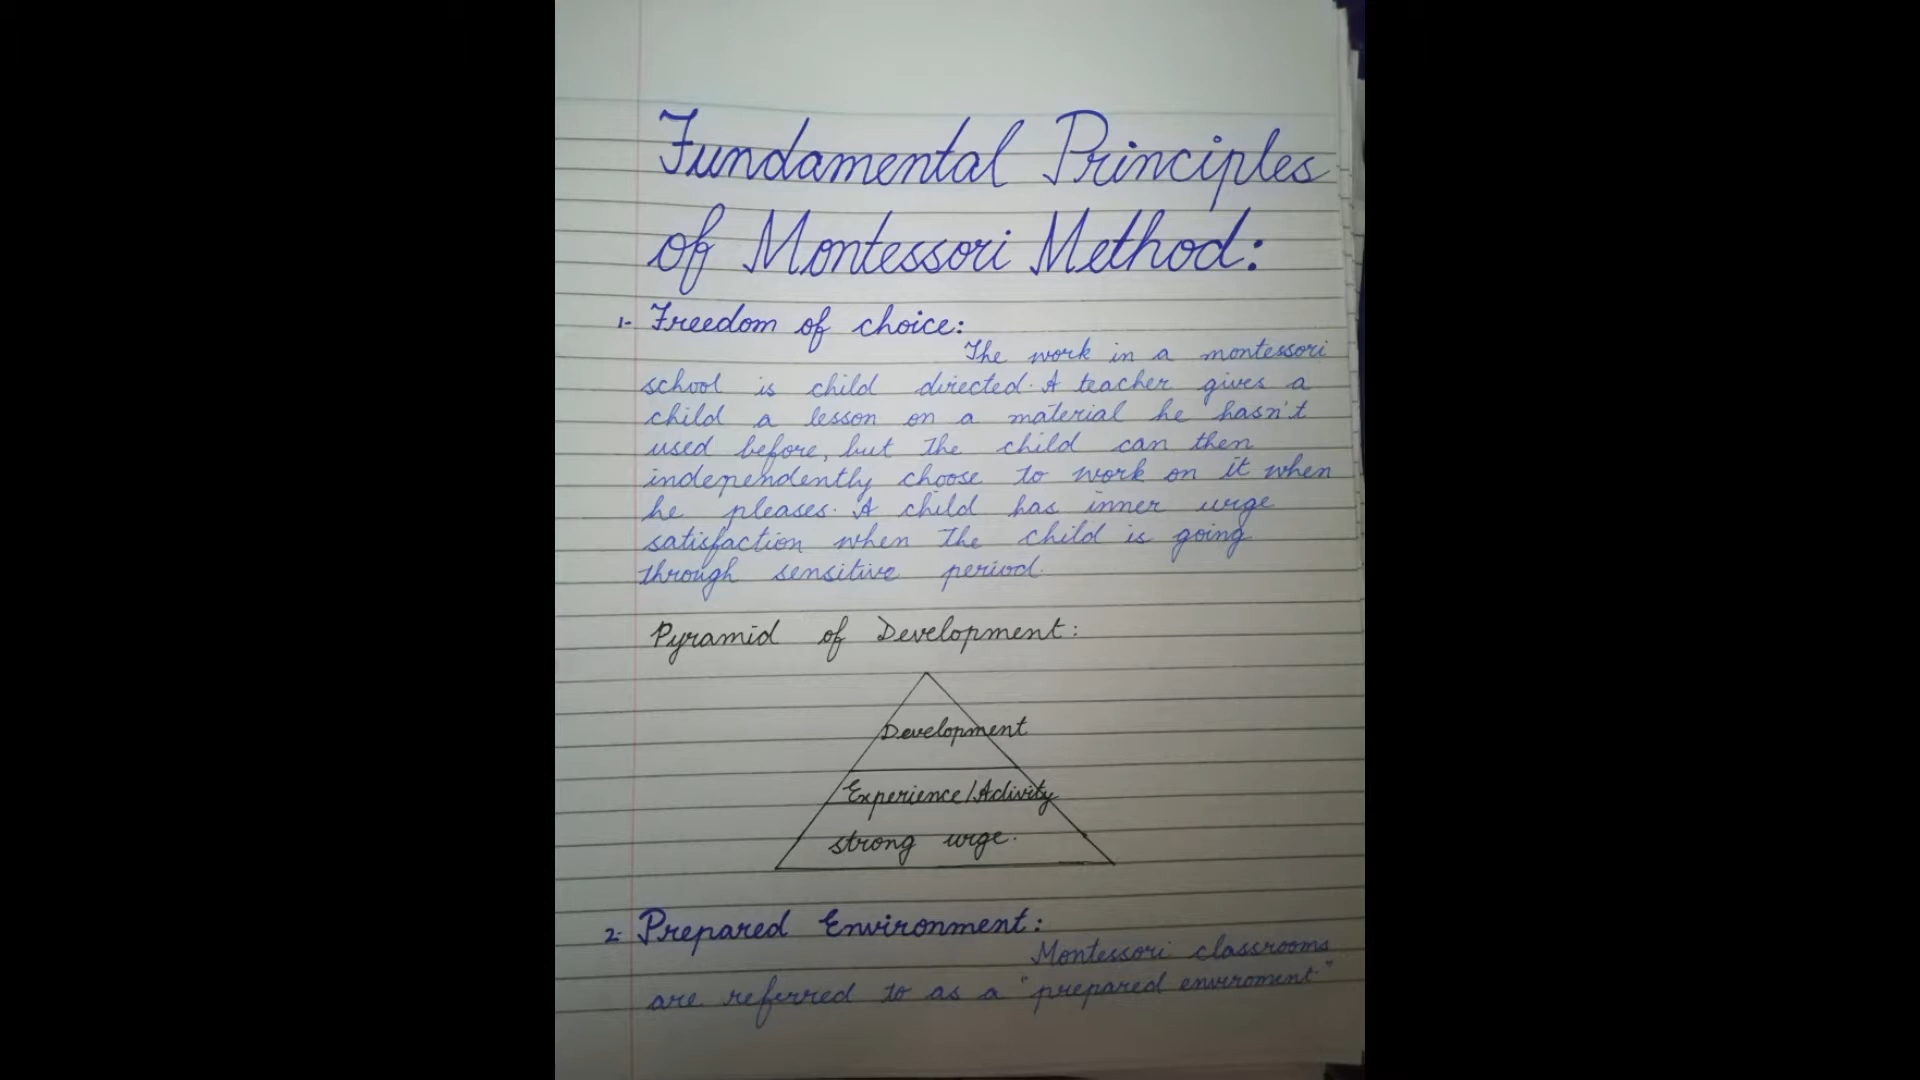 Fundamental Principles
of Montessori Method:
1- Freedom of choice:
The work in a montessori
school is child directed. A teacher gives a
child a lesson on a material he hasn't
used before, but the child can then
independently choose to work on it when
he pleases. A child has inner urge
satisfaction when the child is going
through sensitive period.
Pyramid of Development:
Development
Experience/Activity
strong urge.
2- Prepared Environment:
Montessori classrooms
are referred to as a "prepared enviroment"